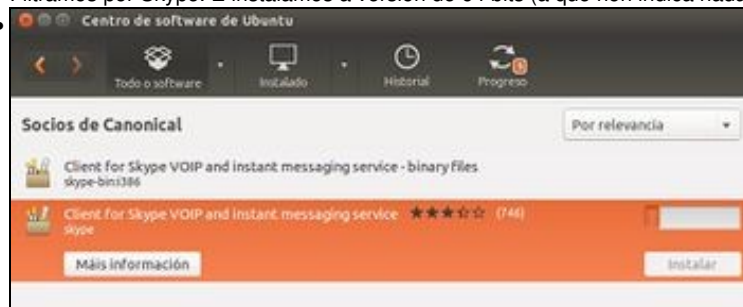 Centro de software de Ubuntu
Todo o software
Instalado
Historial
Progreso
Socios de Canonical
Por relevancia
Client for Skype VOIP and instant messaging service - binary files
skype-bin:i386
Client for Skype VOIP and instant messaging service (746)
skype
Máis información
Instalar